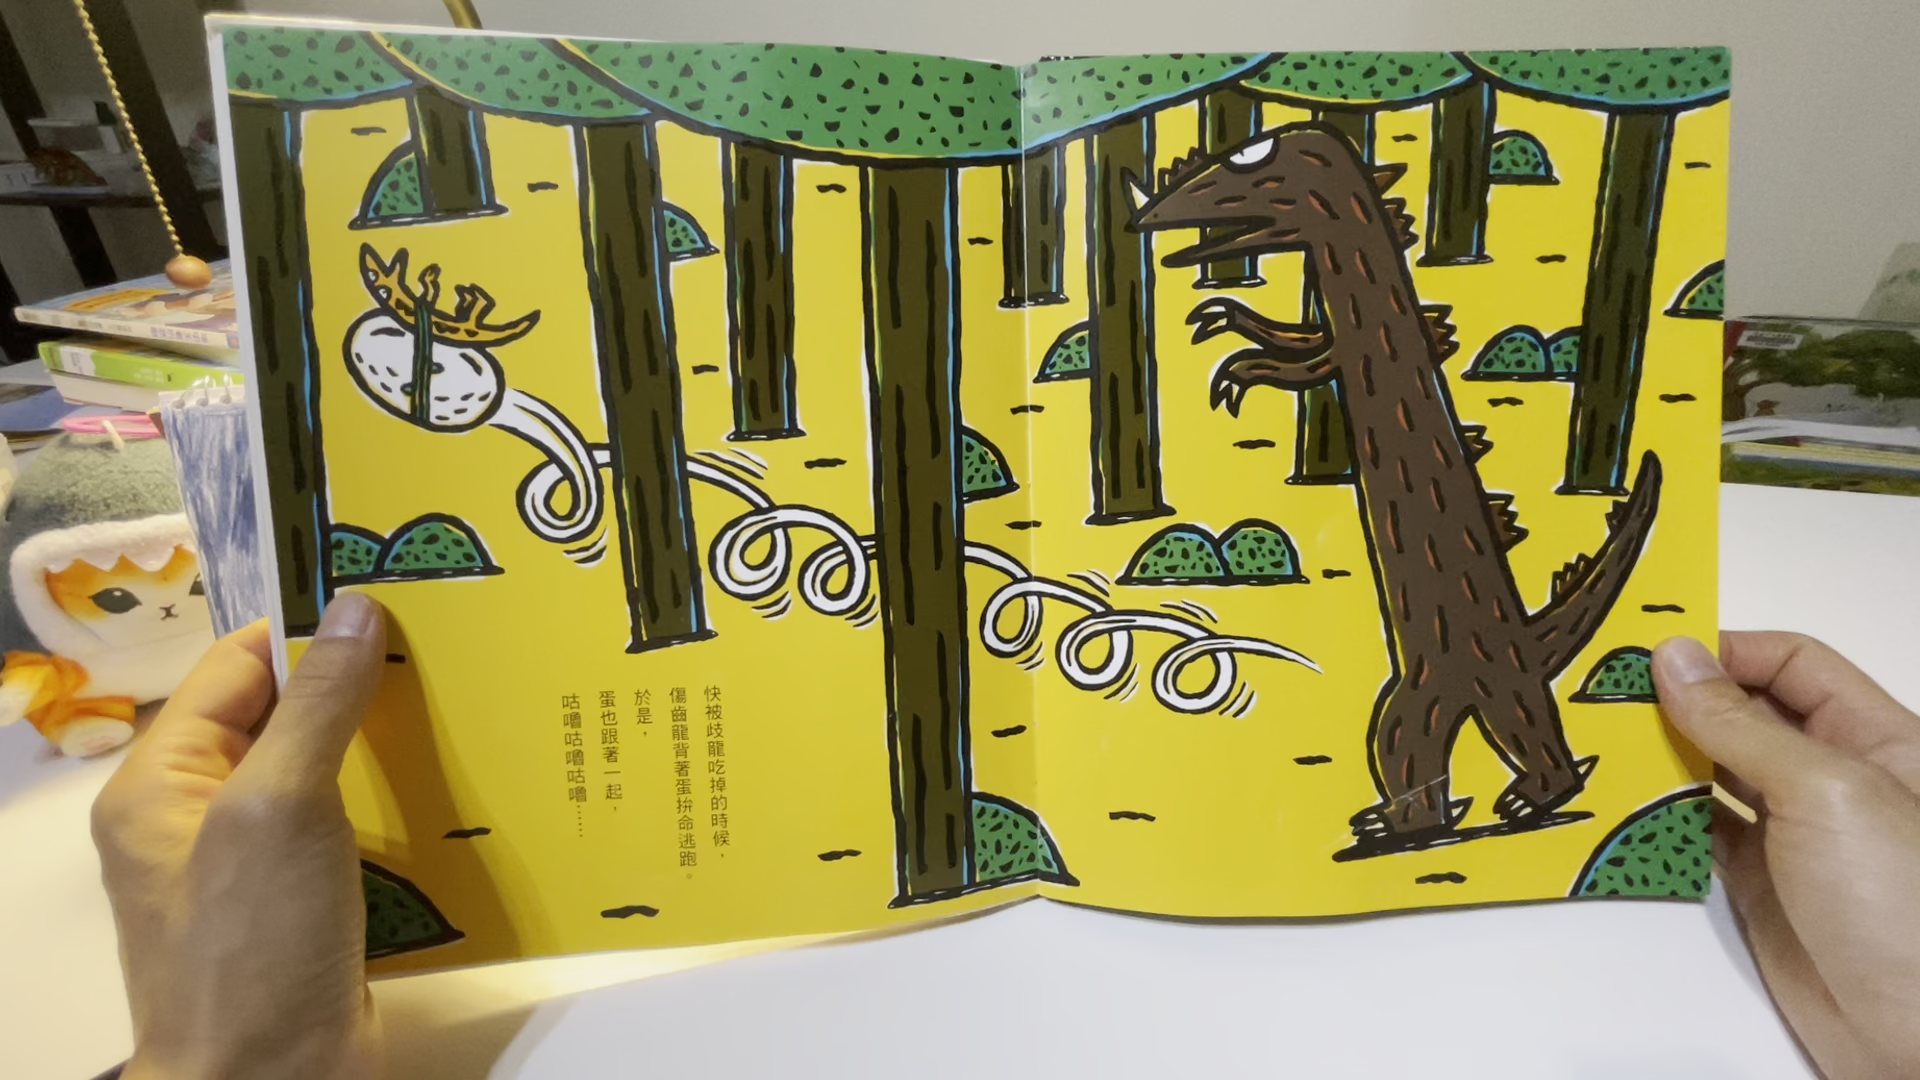 快被歧龍吃掉的時候，
傷齒龍背著蛋拚命逃跑。
於是，
蛋也跟著一起，
咕嚕咕嚕咕嚕……